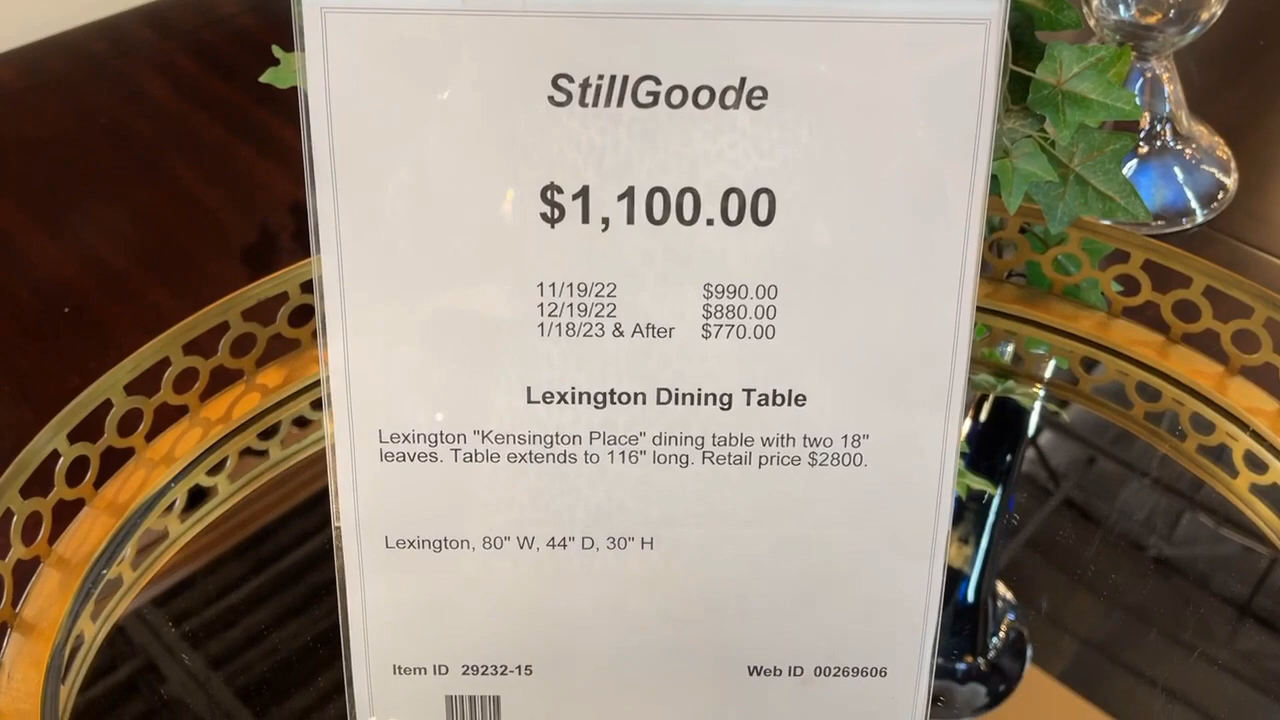 StillGoode
$1,100.00
11/19/22 $990.00
12/19/22 $880.00
1/18/23 & After $770.00
Lexington Dining Table
Lexington "Kensington Place" dining table with two 18"
leaves. Table extends to 116" long. Retail price $2800.
Lexington, 80" W, 44" D, 30" H
Item ID 29232-15 Web ID 00269606